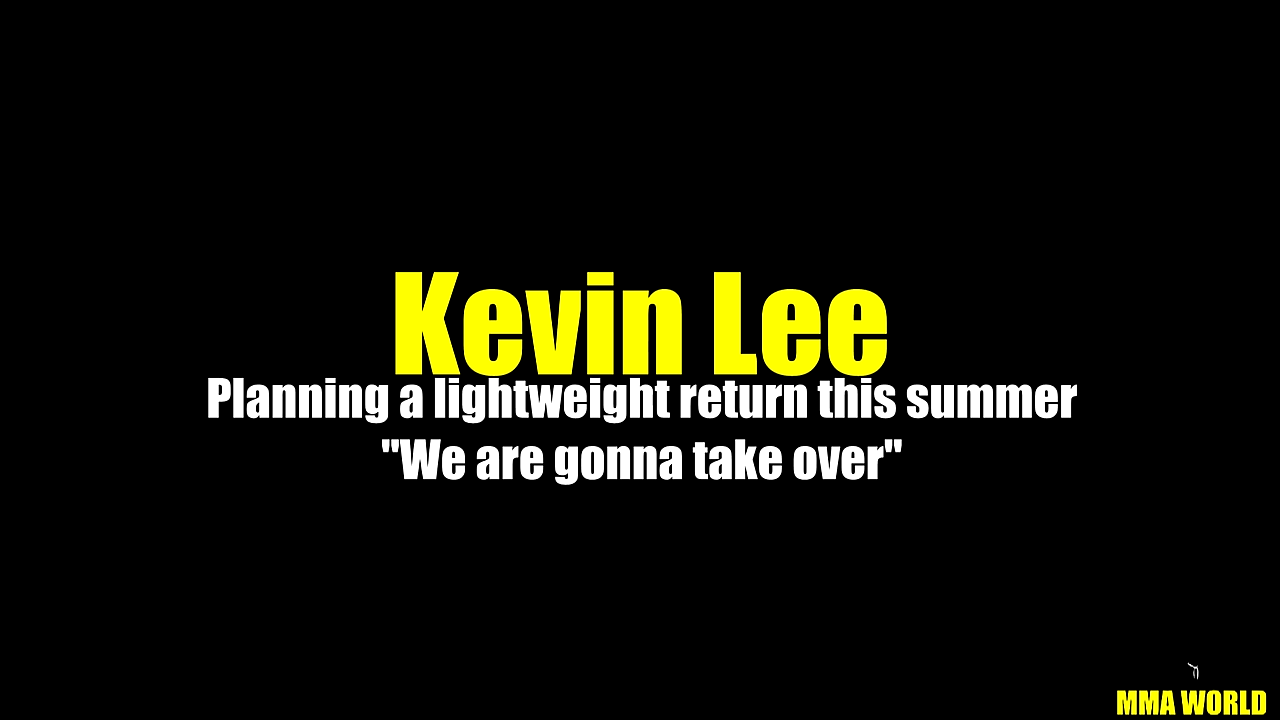 Kevin Lee
Planning a lightweight return this summer
"We are gonna take over"
MMA WORLD